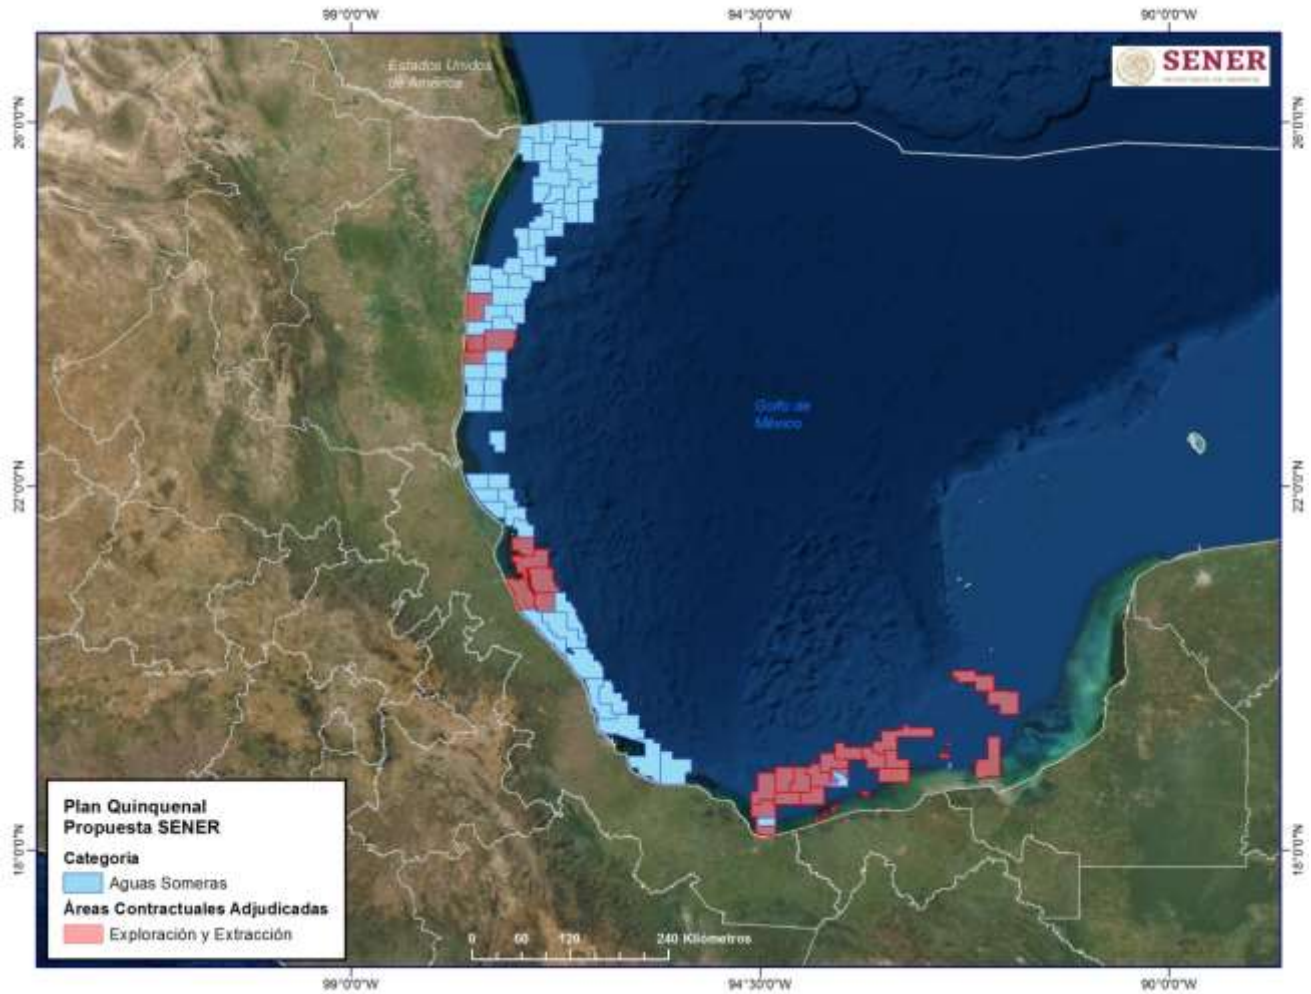 99°0'0"W 94°30'0"W 90°0'0"W
Estados Unidos
de América
SENER
26°0'0"N 26°0'0"N
Golfo de
México
22°0'0"N 22°0'0"N
Plan Quinquenal
Propuesta SENER
Categoria
Aguas Someras
Áreas Contractuales Adjudicadas
Exploración y Extracción
18°0'0"N 18°0'0"N
0 60 120 240 Kilómetros
99°0'0"W 94°30'0"W 90°0'0"W